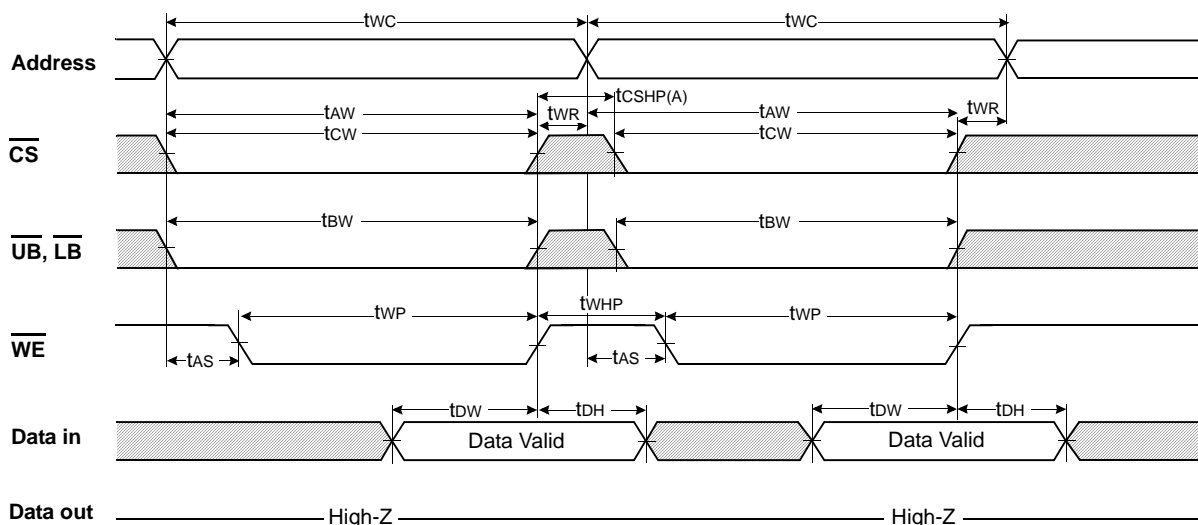 tWC tWC
Address
tCSHP(A)
tAW tWR tAW tWR
CS tCW tCW
tBW tBW
UB, LB
tWP tWHP tWP
WE
tAS tAS
tDW tDH tDW tDH
Data in Data Valid Data Valid
Data out High-Z High-Z